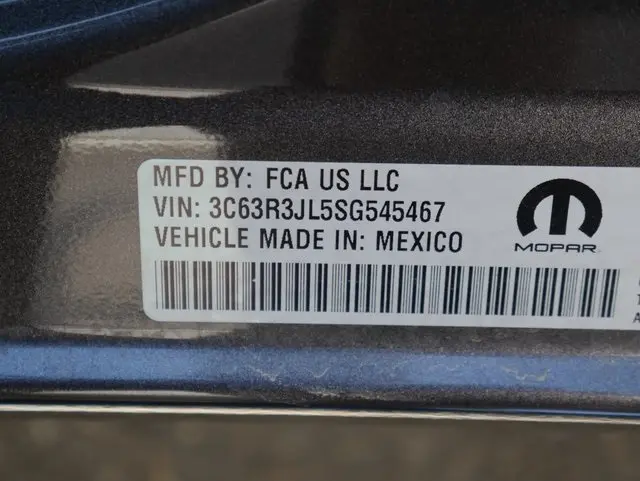 MFD BY: FCA US LLC
VIN: 3C63R3JL5SG545467
VEHICLE MADE IN: MEXICO
MOPAR